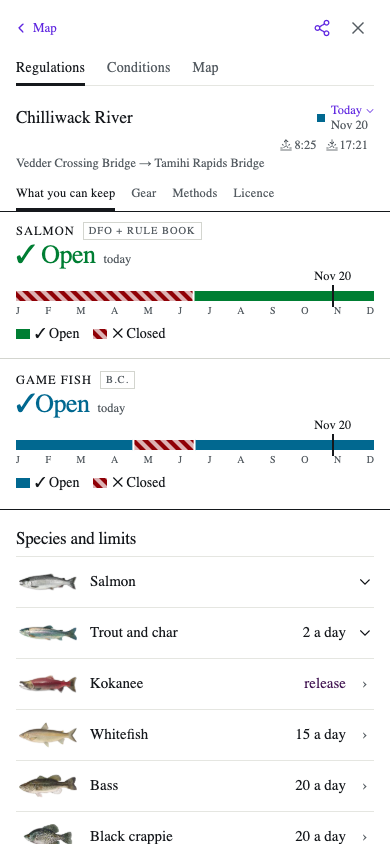 Map
Regulations Conditions Map
Chilliwack River
Today
Nov 20
8:25 17:21
Vedder Crossing Bridge → Tamihi Rapids Bridge
What you can keep Gear Methods Licence
SALMON DFO + RULE BOOK
✓ Open today
Nov 20
J F M A M J J A S O N D
✓ Open ✕ Closed
GAME FISH B.C.
✓ Open today
Nov 20
J F M A M J J A S O N D
✓ Open ✕ Closed
Species and limits
Salmon
Trout and char 2 a day
Kokanee release
Whitefish 15 a day
Bass 20 a day
Black crappie 20 a day